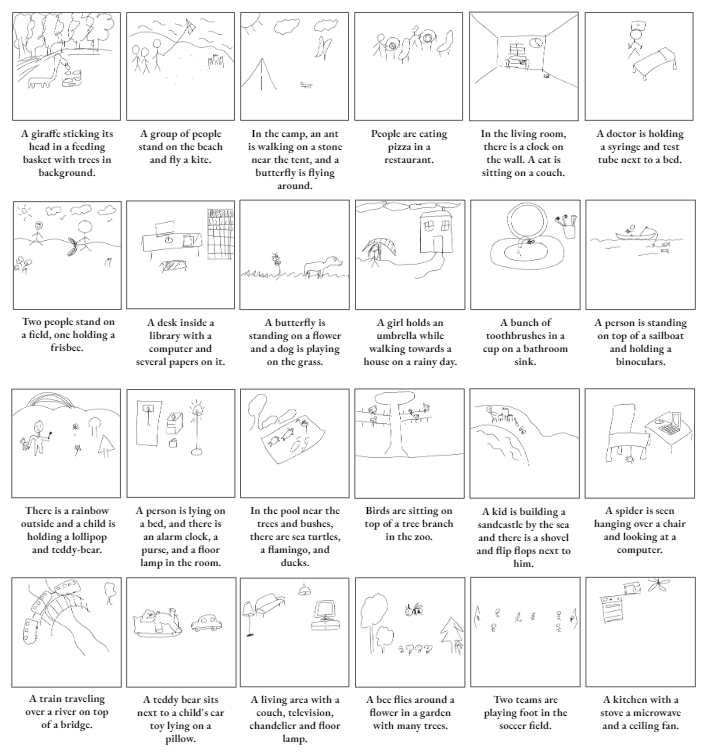 A giraffe sticking its
head in a feeding
basket with trees in
background.
A group of people
stand on the beach
and fly a kite.
In the camp, an ant
is walking on a stone
near the tent, and a
butterfly is flying
around.
People are eating
pizza in a
restaurant.
In the living room,
there is a clock on
the wall. A cat is
sitting on a couch.
A doctor is holding
a syringe and test
tube next to a bed.
Two people stand on
a field, one holding a
frisbee.
A desk inside a
library with a
computer and
several papers on it.
A butterfly is
standing on a flower
and a dog is playing
on the grass.
A girl holds an
umbrella while
walking towards a
house on a rainy day.
A bunch of
toothbrushes in a
cup on a bathroom
sink.
A person is standing
on top of a sailboat
and holding a
binoculars.
There is a rainbow
outside and a child is
holding a lollipop
and teddy-bear.
A person is lying on
a bed, and there is
an alarm clock, a
purse, and a floor
lamp in the room.
In the pool near the
trees and bushes,
there are sea turtles,
a flamingo, and
ducks.
Birds are sitting on
top of a tree branch
in the zoo.
A kid is building a
sandcastle by the sea
and there is a shovel
and flip flops next to
him.
A spider is seen
hanging over a chair
and looking at a
computer.
A train traveling
over a river on top
of a bridge.
A teddy bear sits
next to a child's car
toy lying on a
pillow.
A living area with a
couch, television,
chandelier and floor
lamp.
A bee flies around a
flower in a garden
with many trees.
Two teams are
playing foot in the
soccer field.
A kitchen with a
stove a microwave
and a ceiling fan.